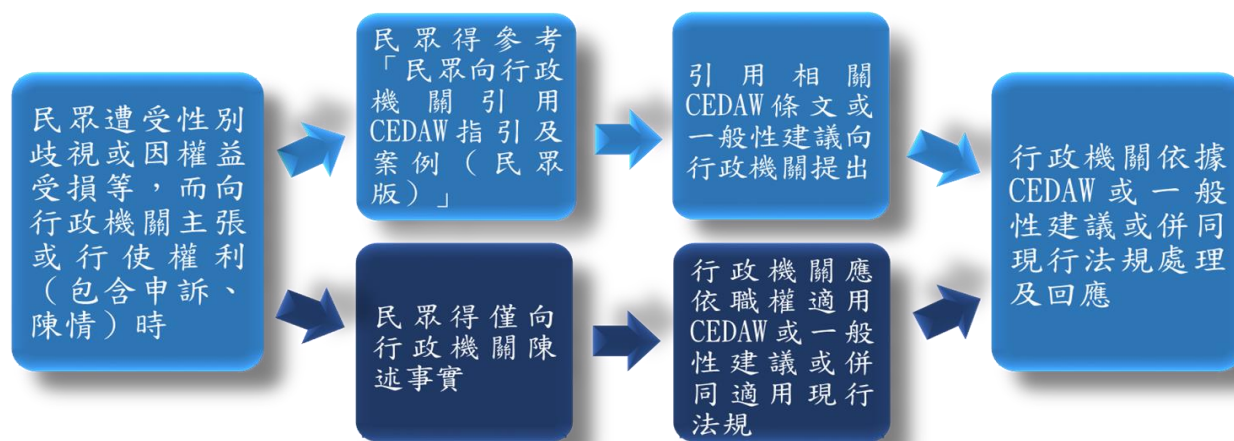 民眾遭受性別
歧視或因權益
受損等，而向
行政機關主張
或行使權利
（包含申訴、
陳情）時
民眾得參考
「民眾向行政
機關引用
CEDAW指引及
案例（民眾
版）」
引用相關
CEDAW條文或
一般性建議向
行政機關提出
民眾得僅向
行政機關陳
述事實
行政機關應
依職權適用
CEDAW或一般
性建議或併
同適用現行
法規
行政機關依據
CEDAW或一般
性建議或併同
現行法規處理
及回應